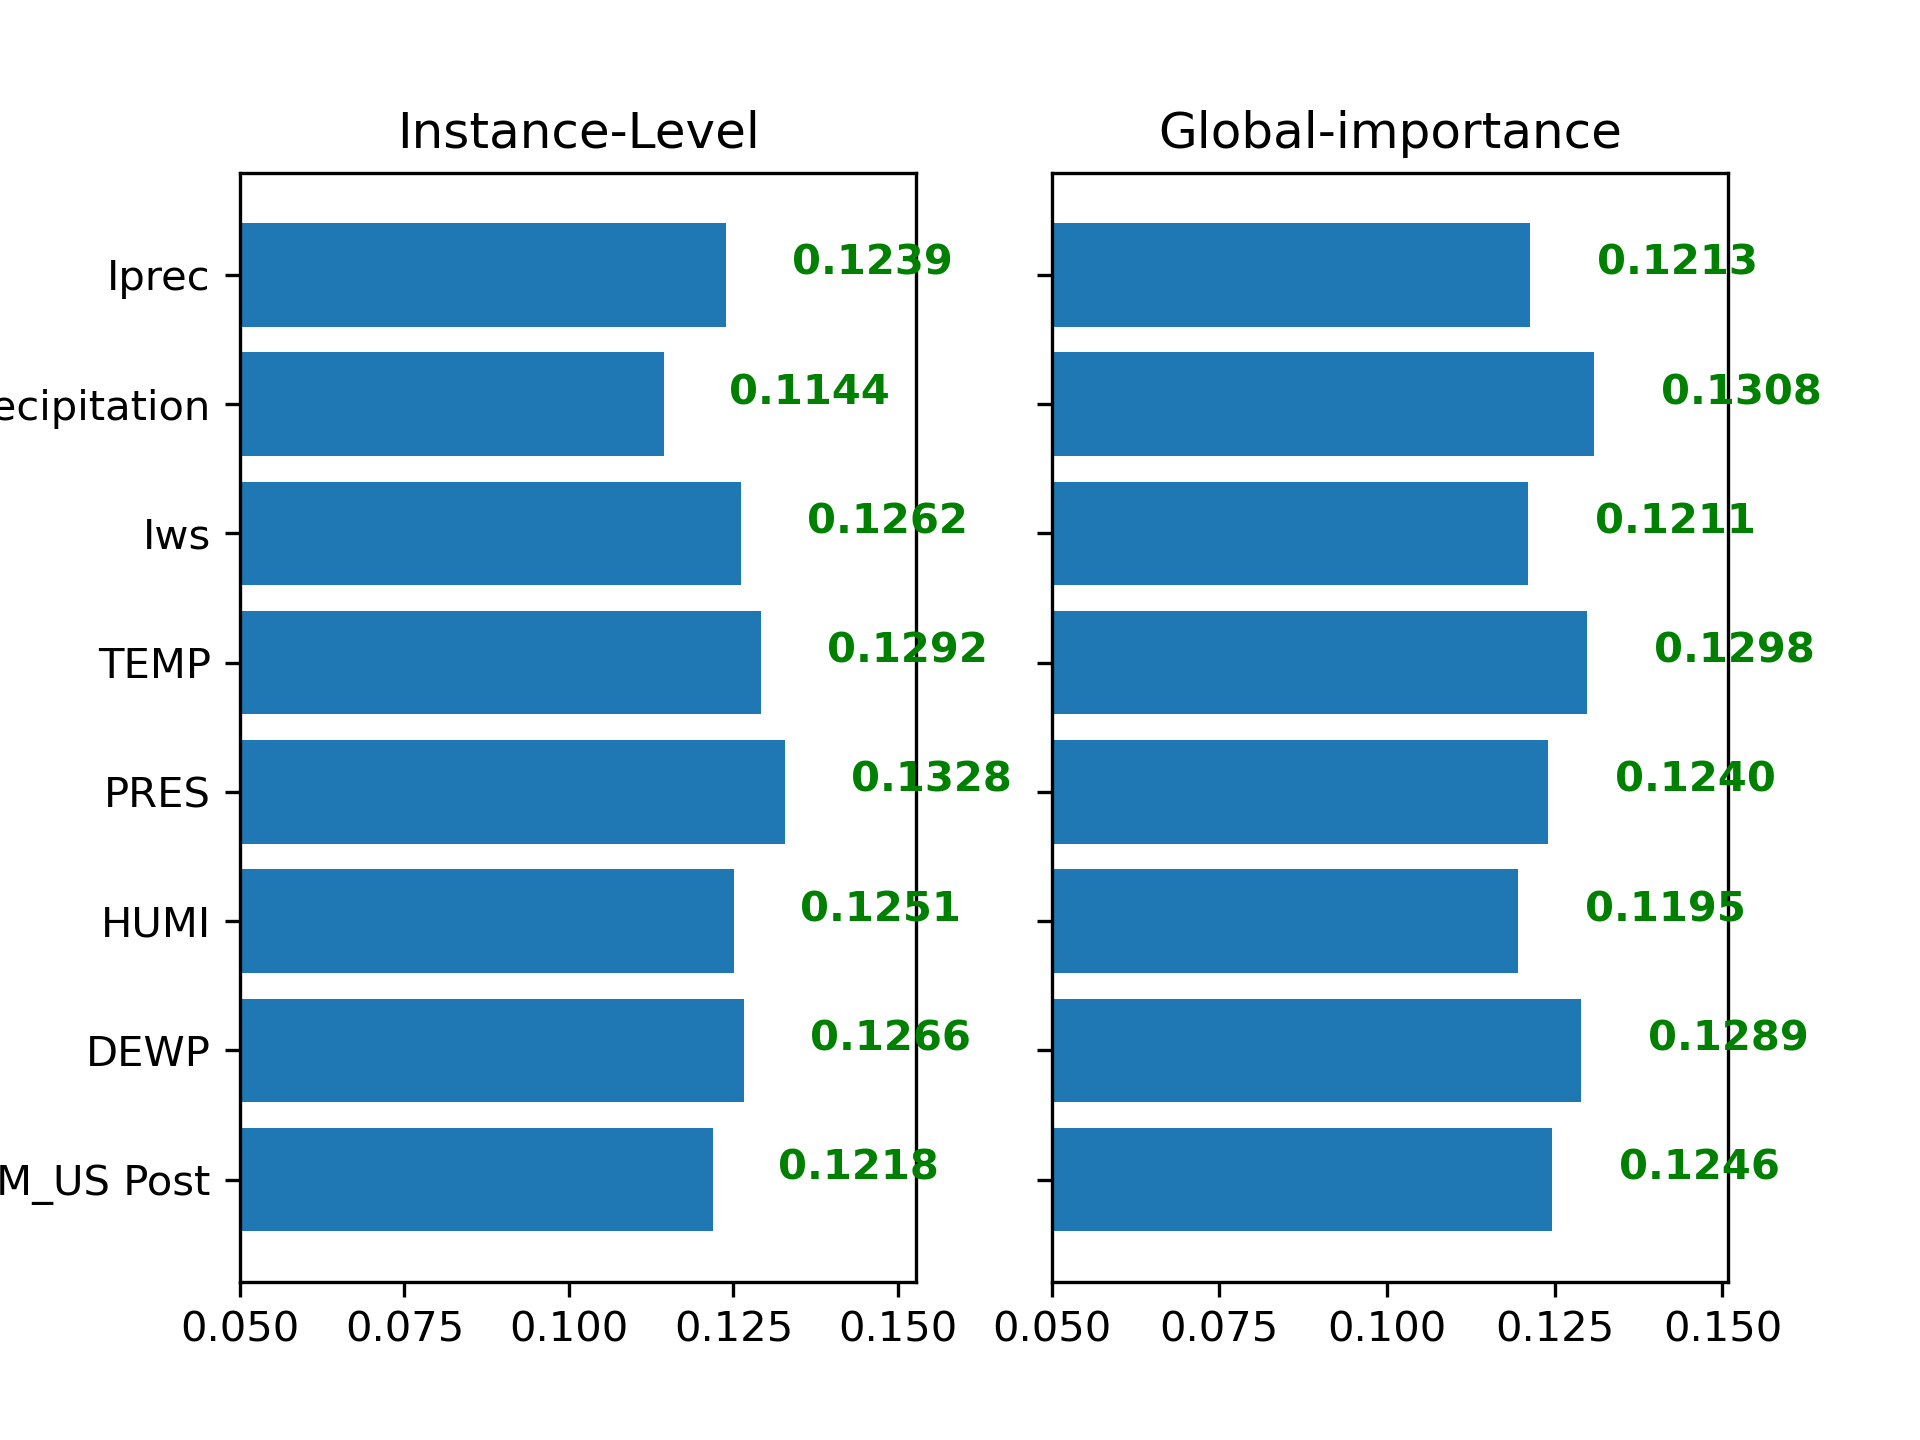 Instance-Level Global-importance
Iprec 0.1239 0.1213
ecipitation 0.1144 0.1308
Iws 0.1262 0.1211
TEMP 0.1292 0.1298
PRES 0.1328 0.1240
HUMI 0.1251 0.1195
DEWP 0.1266 0.1289
M_US Post 0.1218 0.1246
0.050 0.075 0.100 0.125 0.150 0.050 0.075 0.100 0.125 0.150